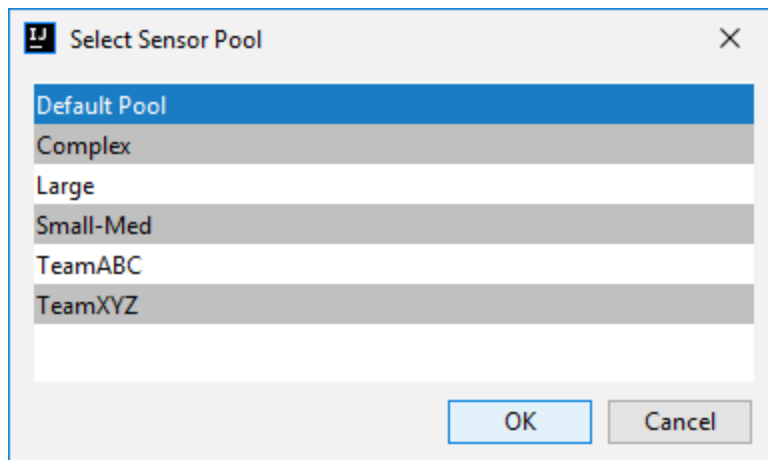 IJ Select Sensor Pool
Default Pool
Complex
Large
Small-Med
TeamABC
TeamXYZ
OK Cancel